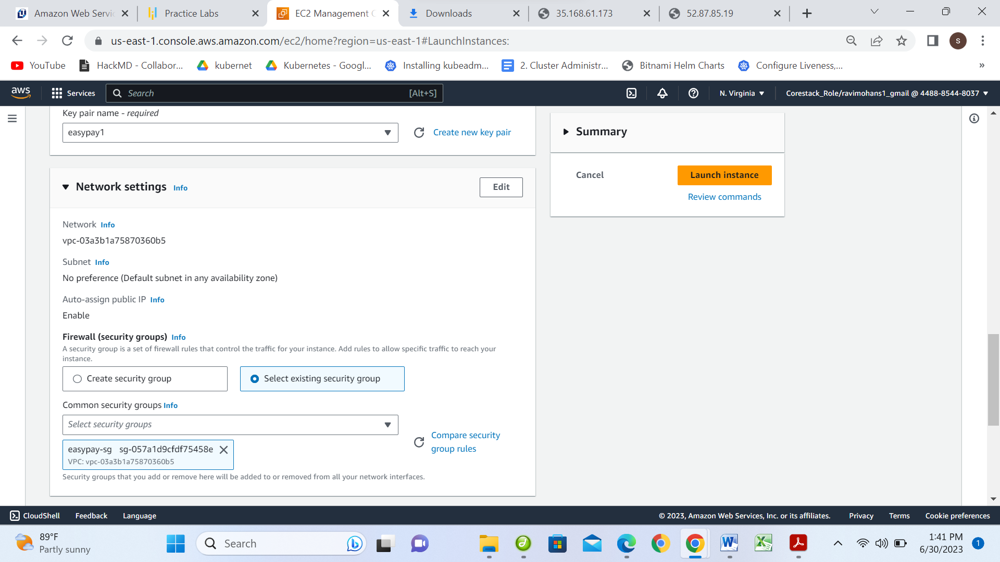 Amazon Web Servic
Practice Labs
EC2 Management C
Downloads
35.168.61.173
52.87.85.19
us-east-1.console.aws.amazon.com/ec2/home?region=us-east-1#LaunchInstances:
S
YouTube
HackMD - Collabor...
kubernet
Kubernetes - Googl...
Installing kubeadm...
2. Cluster Administr...
Bitnami Helm Charts
Configure Liveness,...
»
aws
Services
Search
[Alt+S]
N. Virginia
Corestack_Role/ravimohans1_gmail @ 4488-8544-8037
Key pair name - required
easypay1
Create new key pair
Network settings Info
Edit
Network Info
vpc-03a3b1a75870360b5
Subnet Info
No preference (Default subnet in any availability zone)
Auto-assign public IP Info
Enable
Firewall (security groups) Info
A security group is a set of firewall rules that control the traffic for your instance. Add rules to allow specific traffic to reach your
instance.
Create security group
Select existing security group
Common security groups Info
Select security groups
Compare security
group rules
easypay-sg sg-057a1d9cfdf75458e
VPC: vpc-03a3b1a75870360b5
Security groups that you add or remove here will be added to or removed from all your network interfaces.
Summary
Cancel
Launch instance
Review commands
CloudShell
Feedback
Language
© 2023, Amazon Web Services, Inc. or its affiliates.
Privacy
Terms
Cookie preferences
89°F
Partly sunny
Search
1:41 PM
6/30/2023
1